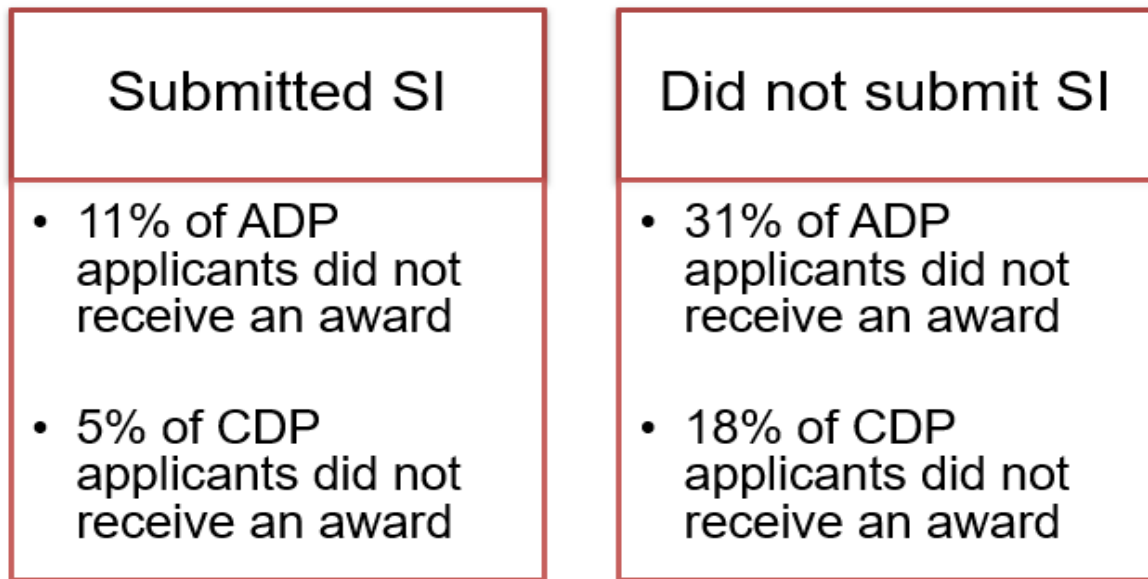 Submitted SI
• 11% of ADP
applicants did not
receive an award
• 5% of CDP
applicants did not
receive an award
Did not submit SI
• 31% of ADP
applicants did not
receive an award
• 18% of CDP
applicants did not
receive an award